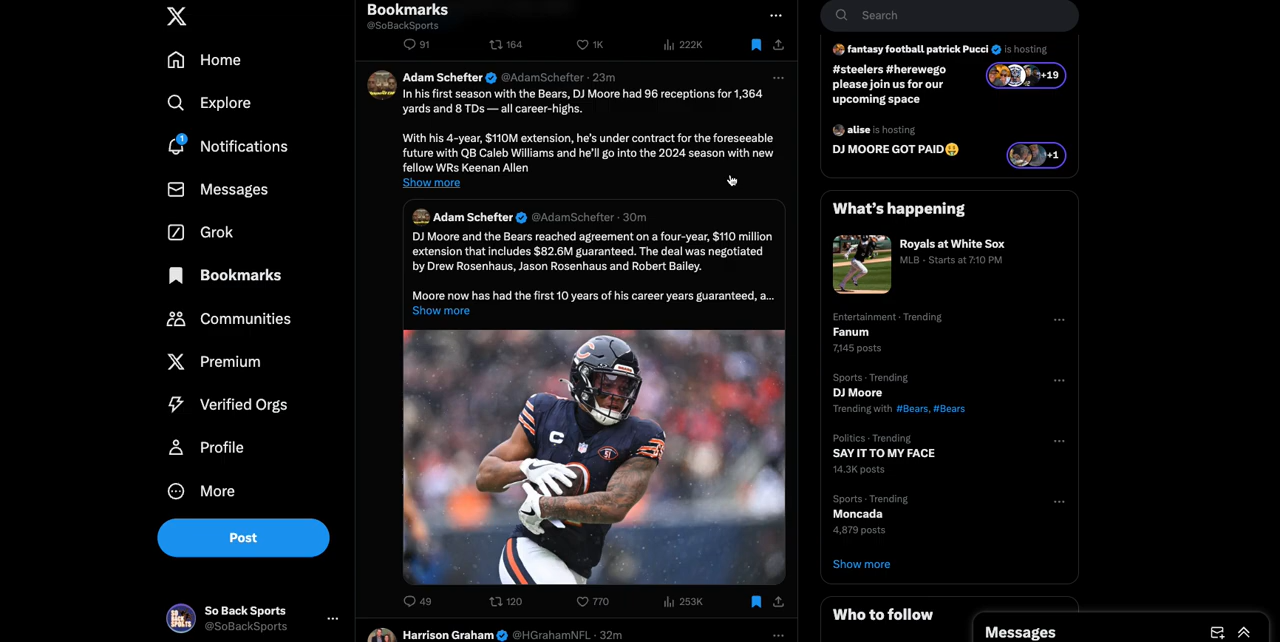 Home
Explore
1
Notifications
Messages
Grok
Bookmarks
Communities
Premium
Verified Orgs
Profile
More
Post
So Back Sports
@SoBackSports
Bookmarks
@SoBackSports
91 164 1K 222K
Adam Schefter @AdamSchefter · 23m
In his first season with the Bears, DJ Moore had 96 receptions for 1,364
yards and 8 TDs — all career-highs.
With his 4-year, $110M extension, he's under contract for the foreseeable
future with QB Caleb Williams and he'll go into the 2024 season with new
fellow WRs Keenan Allen
Show more
Adam Schefter @AdamSchefter · 30m
DJ Moore and the Bears reached agreement on a four-year, $110 million
extension that includes $82.6M guaranteed. The deal was negotiated
by Drew Rosenhaus, Jason Rosenhaus and Robert Bailey.
Moore now has had the first 10 years of his career years guaranteed, a...
Show more
C
51
49 120 770 253K
Harrison Graham @HGrahamNFL · 32m
Search
fantasy football patrick Pucci is hosting
#steelers #herewego
please join us for our
upcoming space
+19
alise is hosting
DJ MOORE GOT PAID🤑
+1
What's happening
Royals at White Sox
MLB · Starts at 7:10 PM
Entertainment · Trending
Fanum
7,145 posts
Sports · Trending
DJ Moore
Trending with #Bears, #Bears
Politics · Trending
SAY IT TO MY FACE
14.3K posts
Sports · Trending
Moncada
4,879 posts
Show more
Who to follow
Messages